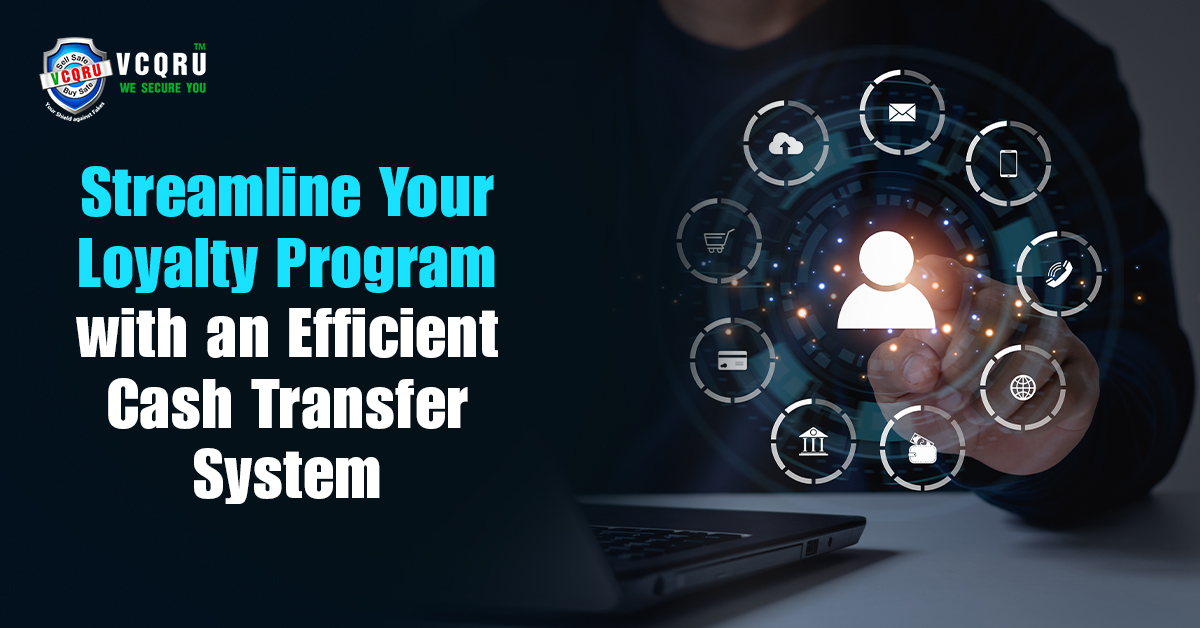 Sell Safe
VCQRU
Buy Safe
Your Shield against Fakes
VCQRU™
WE SECURE YOU
Streamline Your
Loyalty Program
with an Efficient
Cash Transfer
System